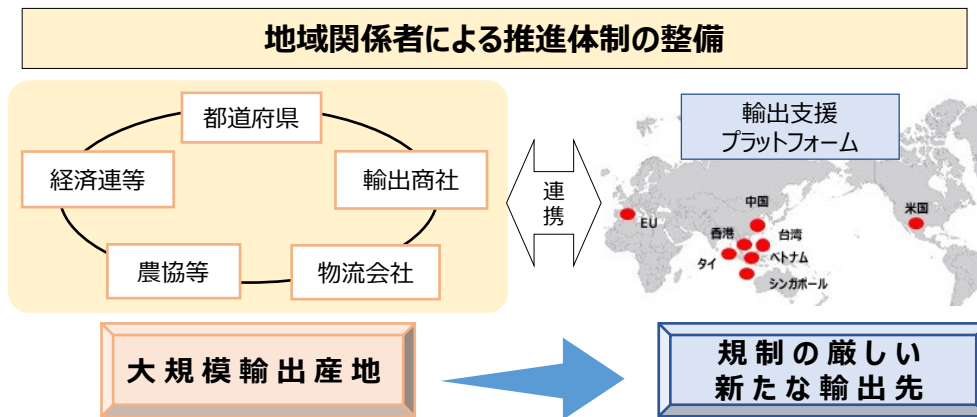 地域関係者による推進体制の整備
都道府県
経済連等
輸出商社
農協等
物流会社
連携
輸出支援
プラットフォーム
EU
中国
香港
台湾
タイ
ベトナム
シンガポール
米国
大規模輸出産地
規制の厳しい
新たな輸出先